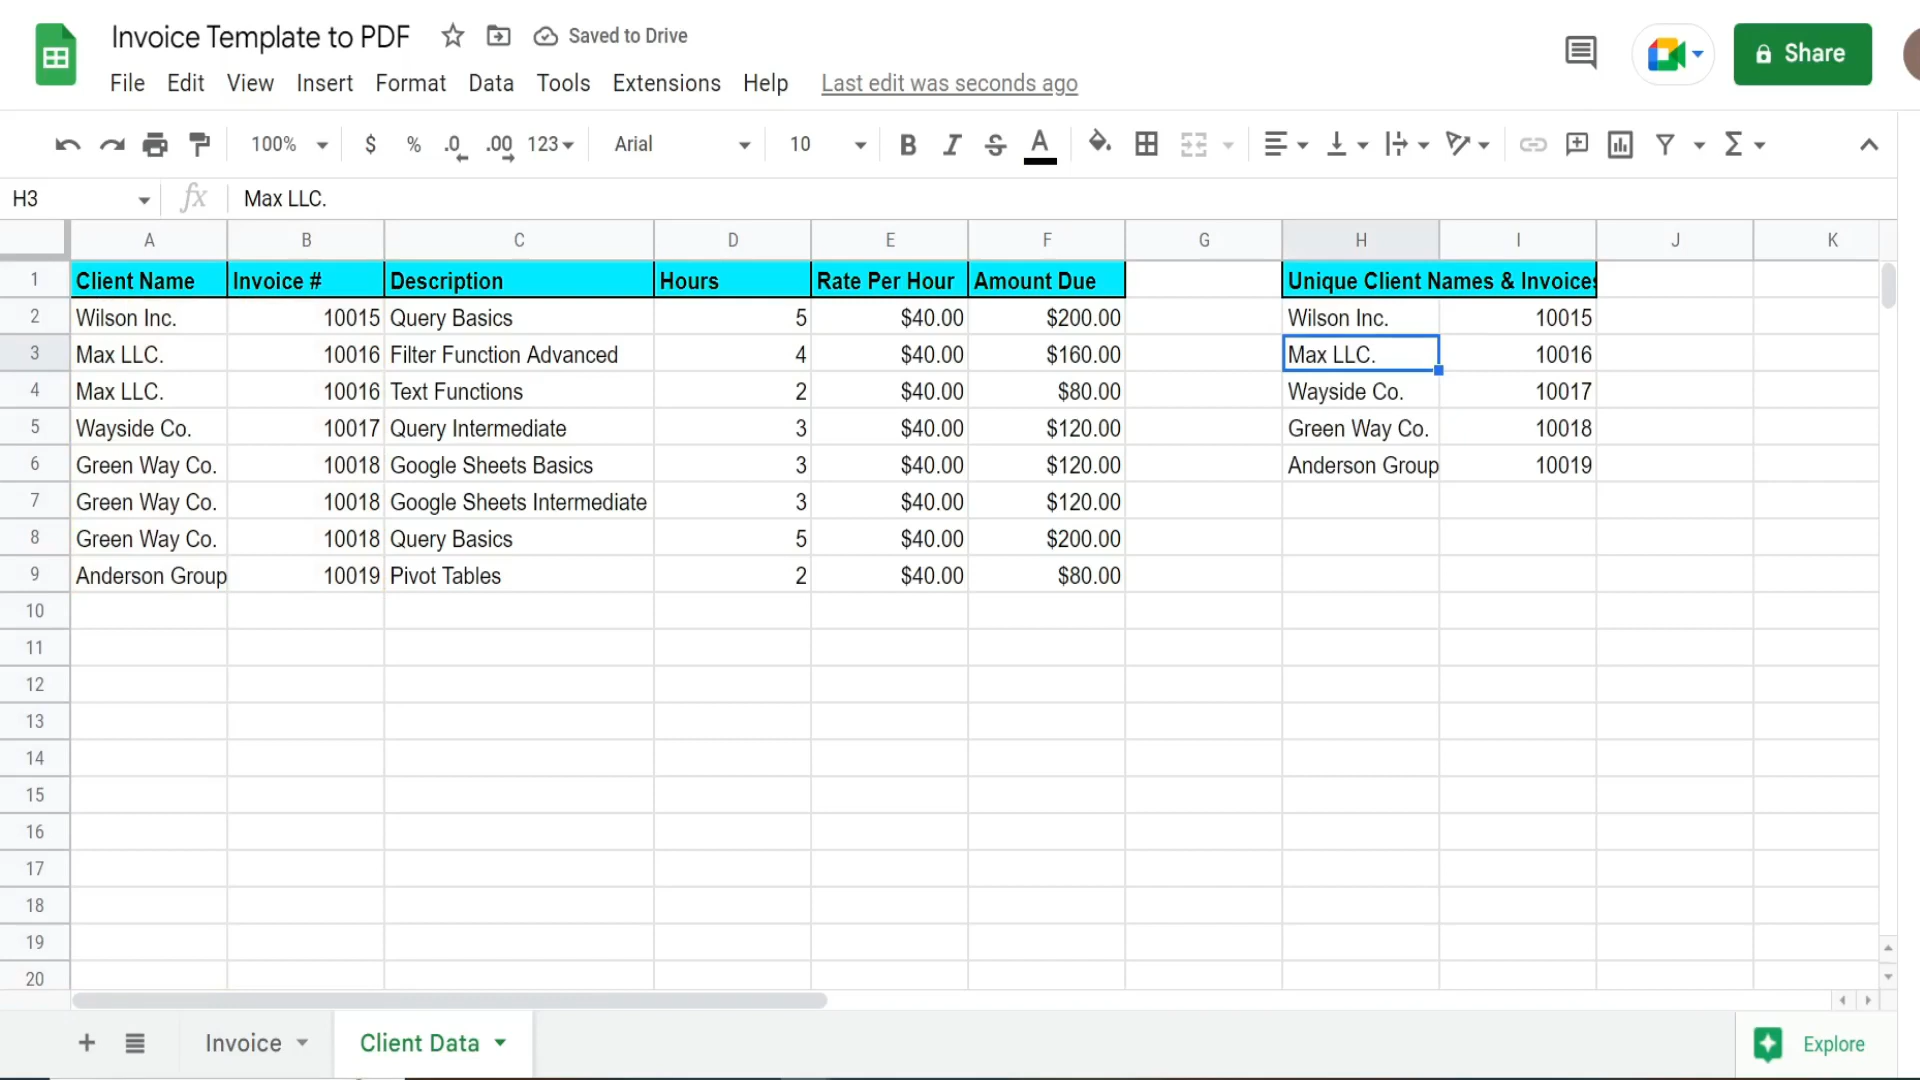 Invoice Template to PDF Saved to Drive
File Edit View Insert Format Data Tools Extensions Help Last edit was seconds ago
Share
100% $ % .0 .00 123 Arial 10 B I S A Σ
H3 fx Max LLC.
A B C D E F G H I J K
1 Client Name Invoice # Description Hours Rate Per Hour Amount Due Unique Client Names & Invoices
2 Wilson Inc. 10015 Query Basics 5 $40.00 $200.00 Wilson Inc. 10015
3 Max LLC. 10016 Filter Function Advanced 4 $40.00 $160.00 Max LLC. 10016
4 Max LLC. 10016 Text Functions 2 $40.00 $80.00 Wayside Co. 10017
5 Wayside Co. 10017 Query Intermediate 3 $40.00 $120.00 Green Way Co. 10018
6 Green Way Co. 10018 Google Sheets Basics 3 $40.00 $120.00 Anderson Group 10019
7 Green Way Co. 10018 Google Sheets Intermediate 3 $40.00 $120.00
8 Green Way Co. 10018 Query Basics 5 $40.00 $200.00
9 Anderson Group 10019 Pivot Tables 2 $40.00 $80.00
10
11
12
13
14
15
16
17
18
19
20
+ Invoice Client Data Explore